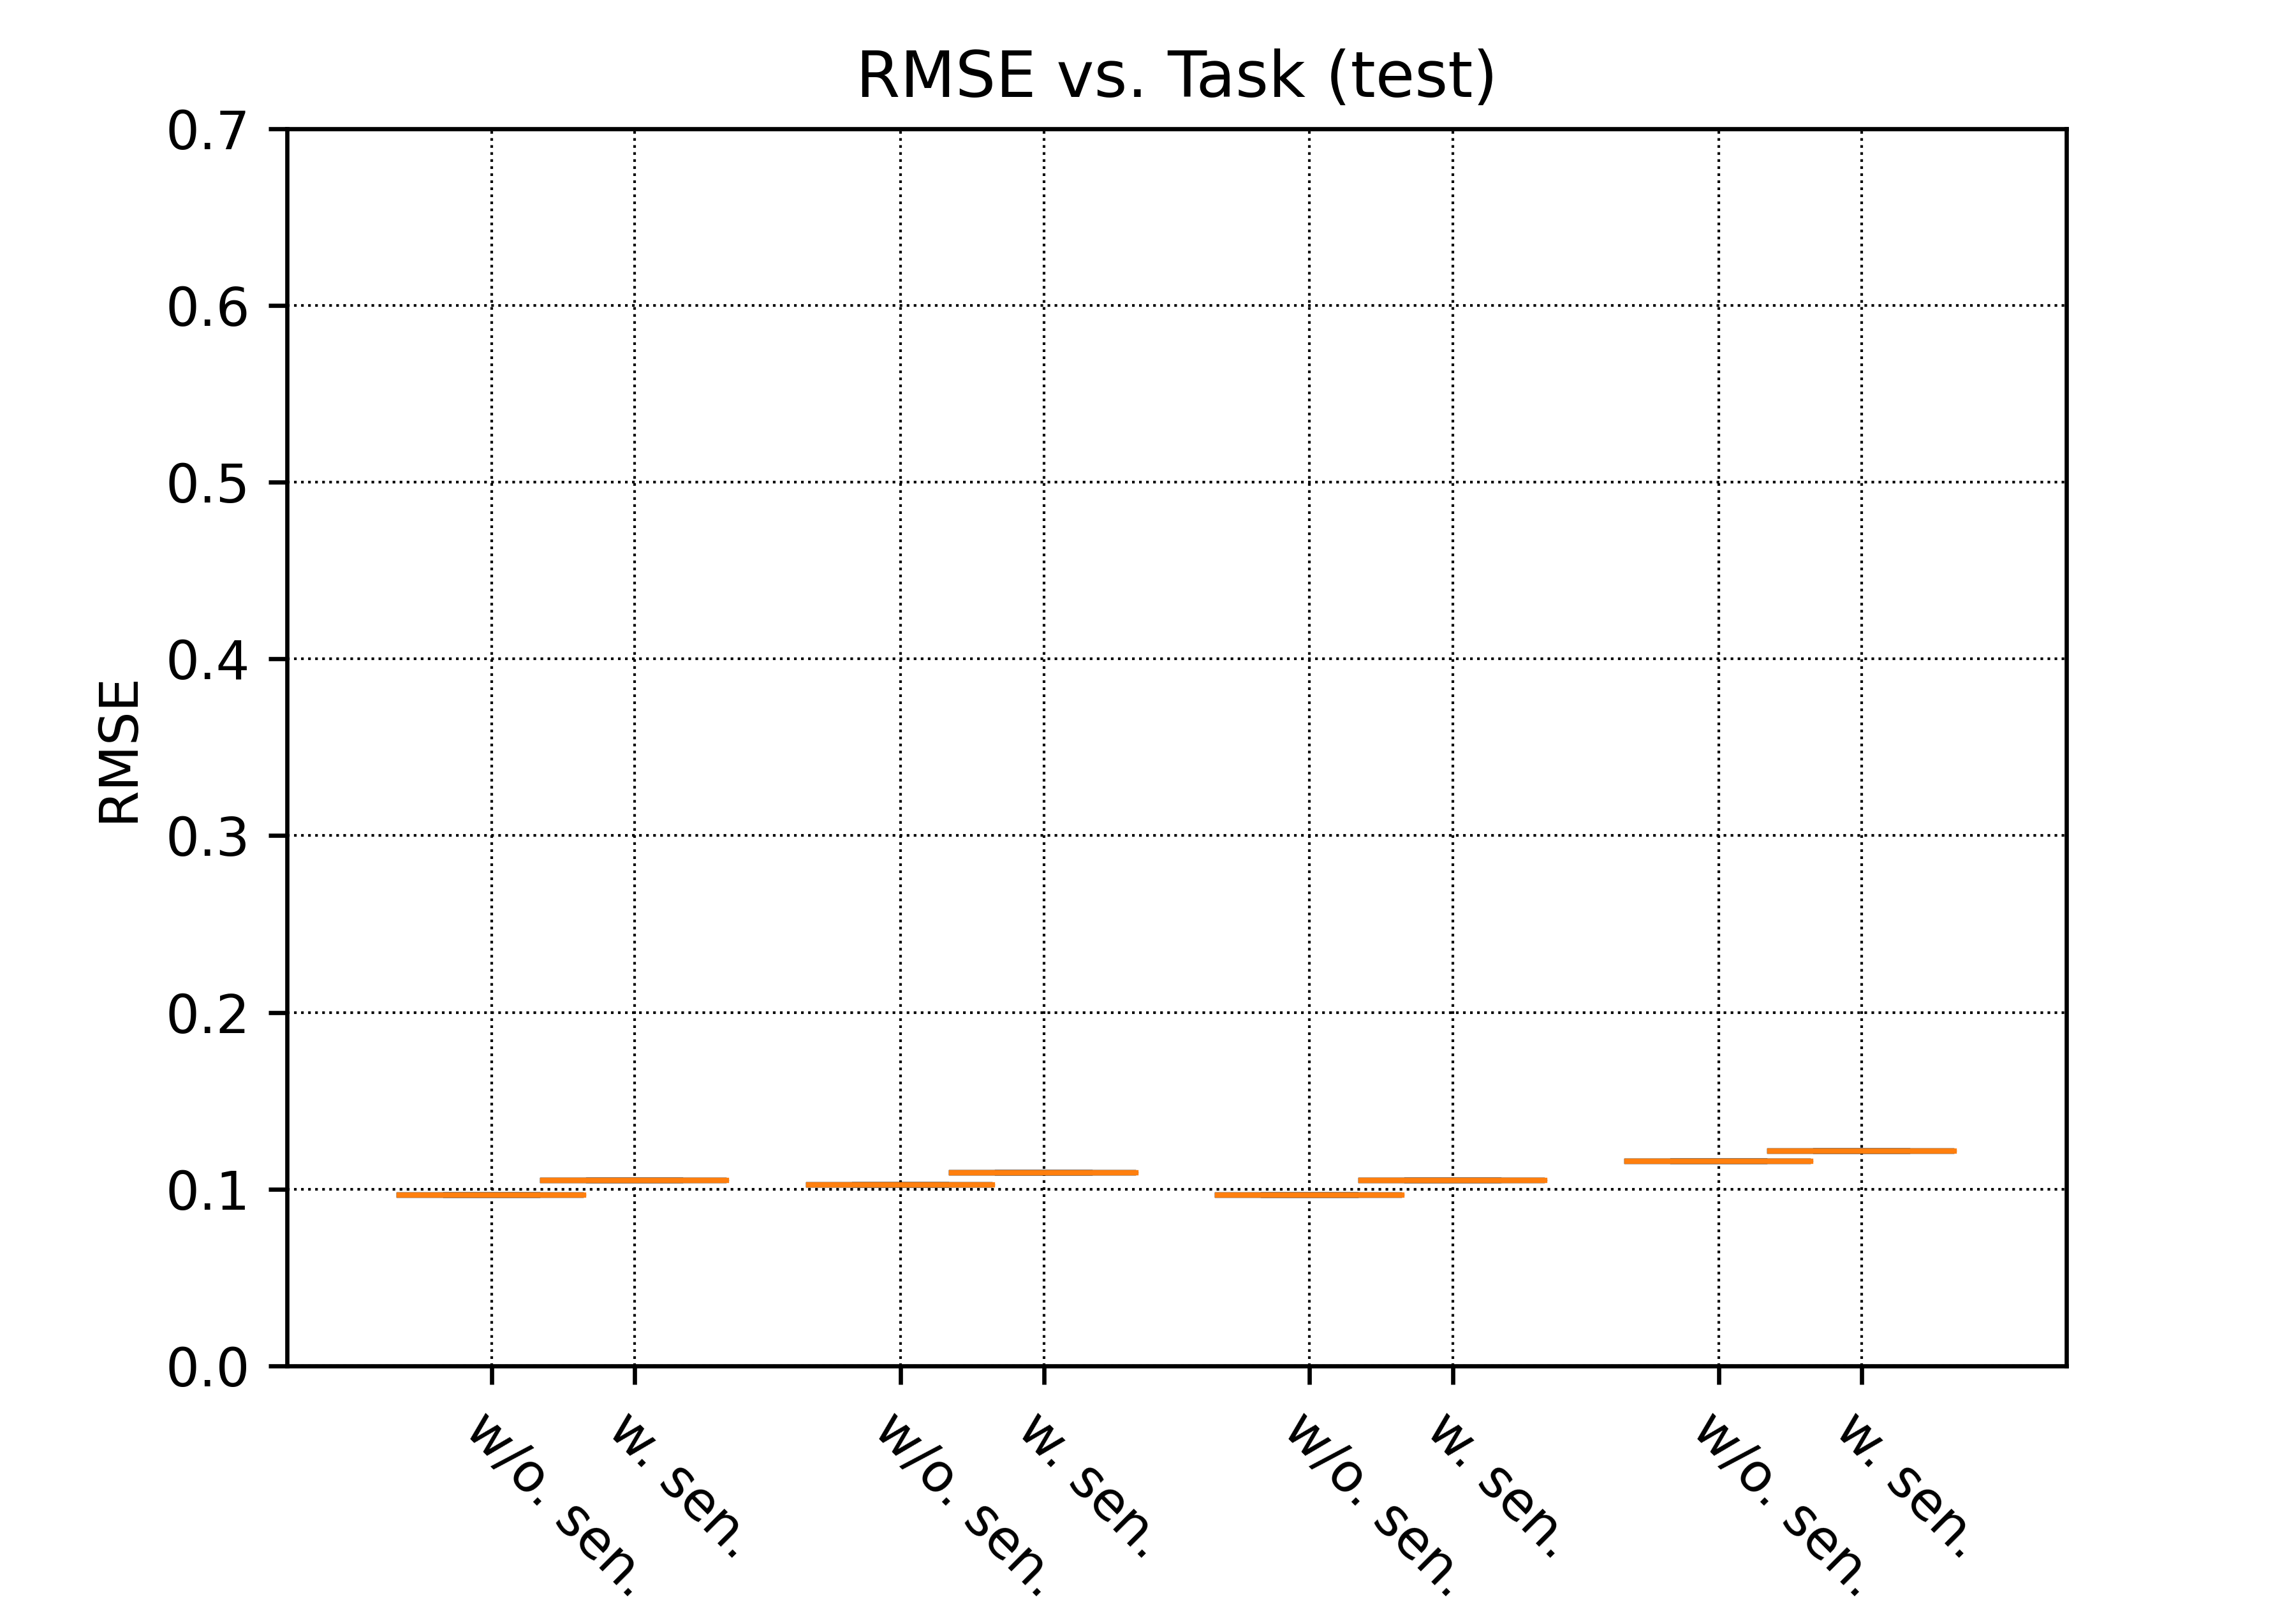 RMSE vs. Task (test)
0.7
0.6
0.5
0.4
0.3
0.2
0.1
0.0
RMSE
w/o. sen.
w. sen.
w/o. sen.
w. sen.
w/o. sen.
w. sen.
w/o. sen.
w. sen.